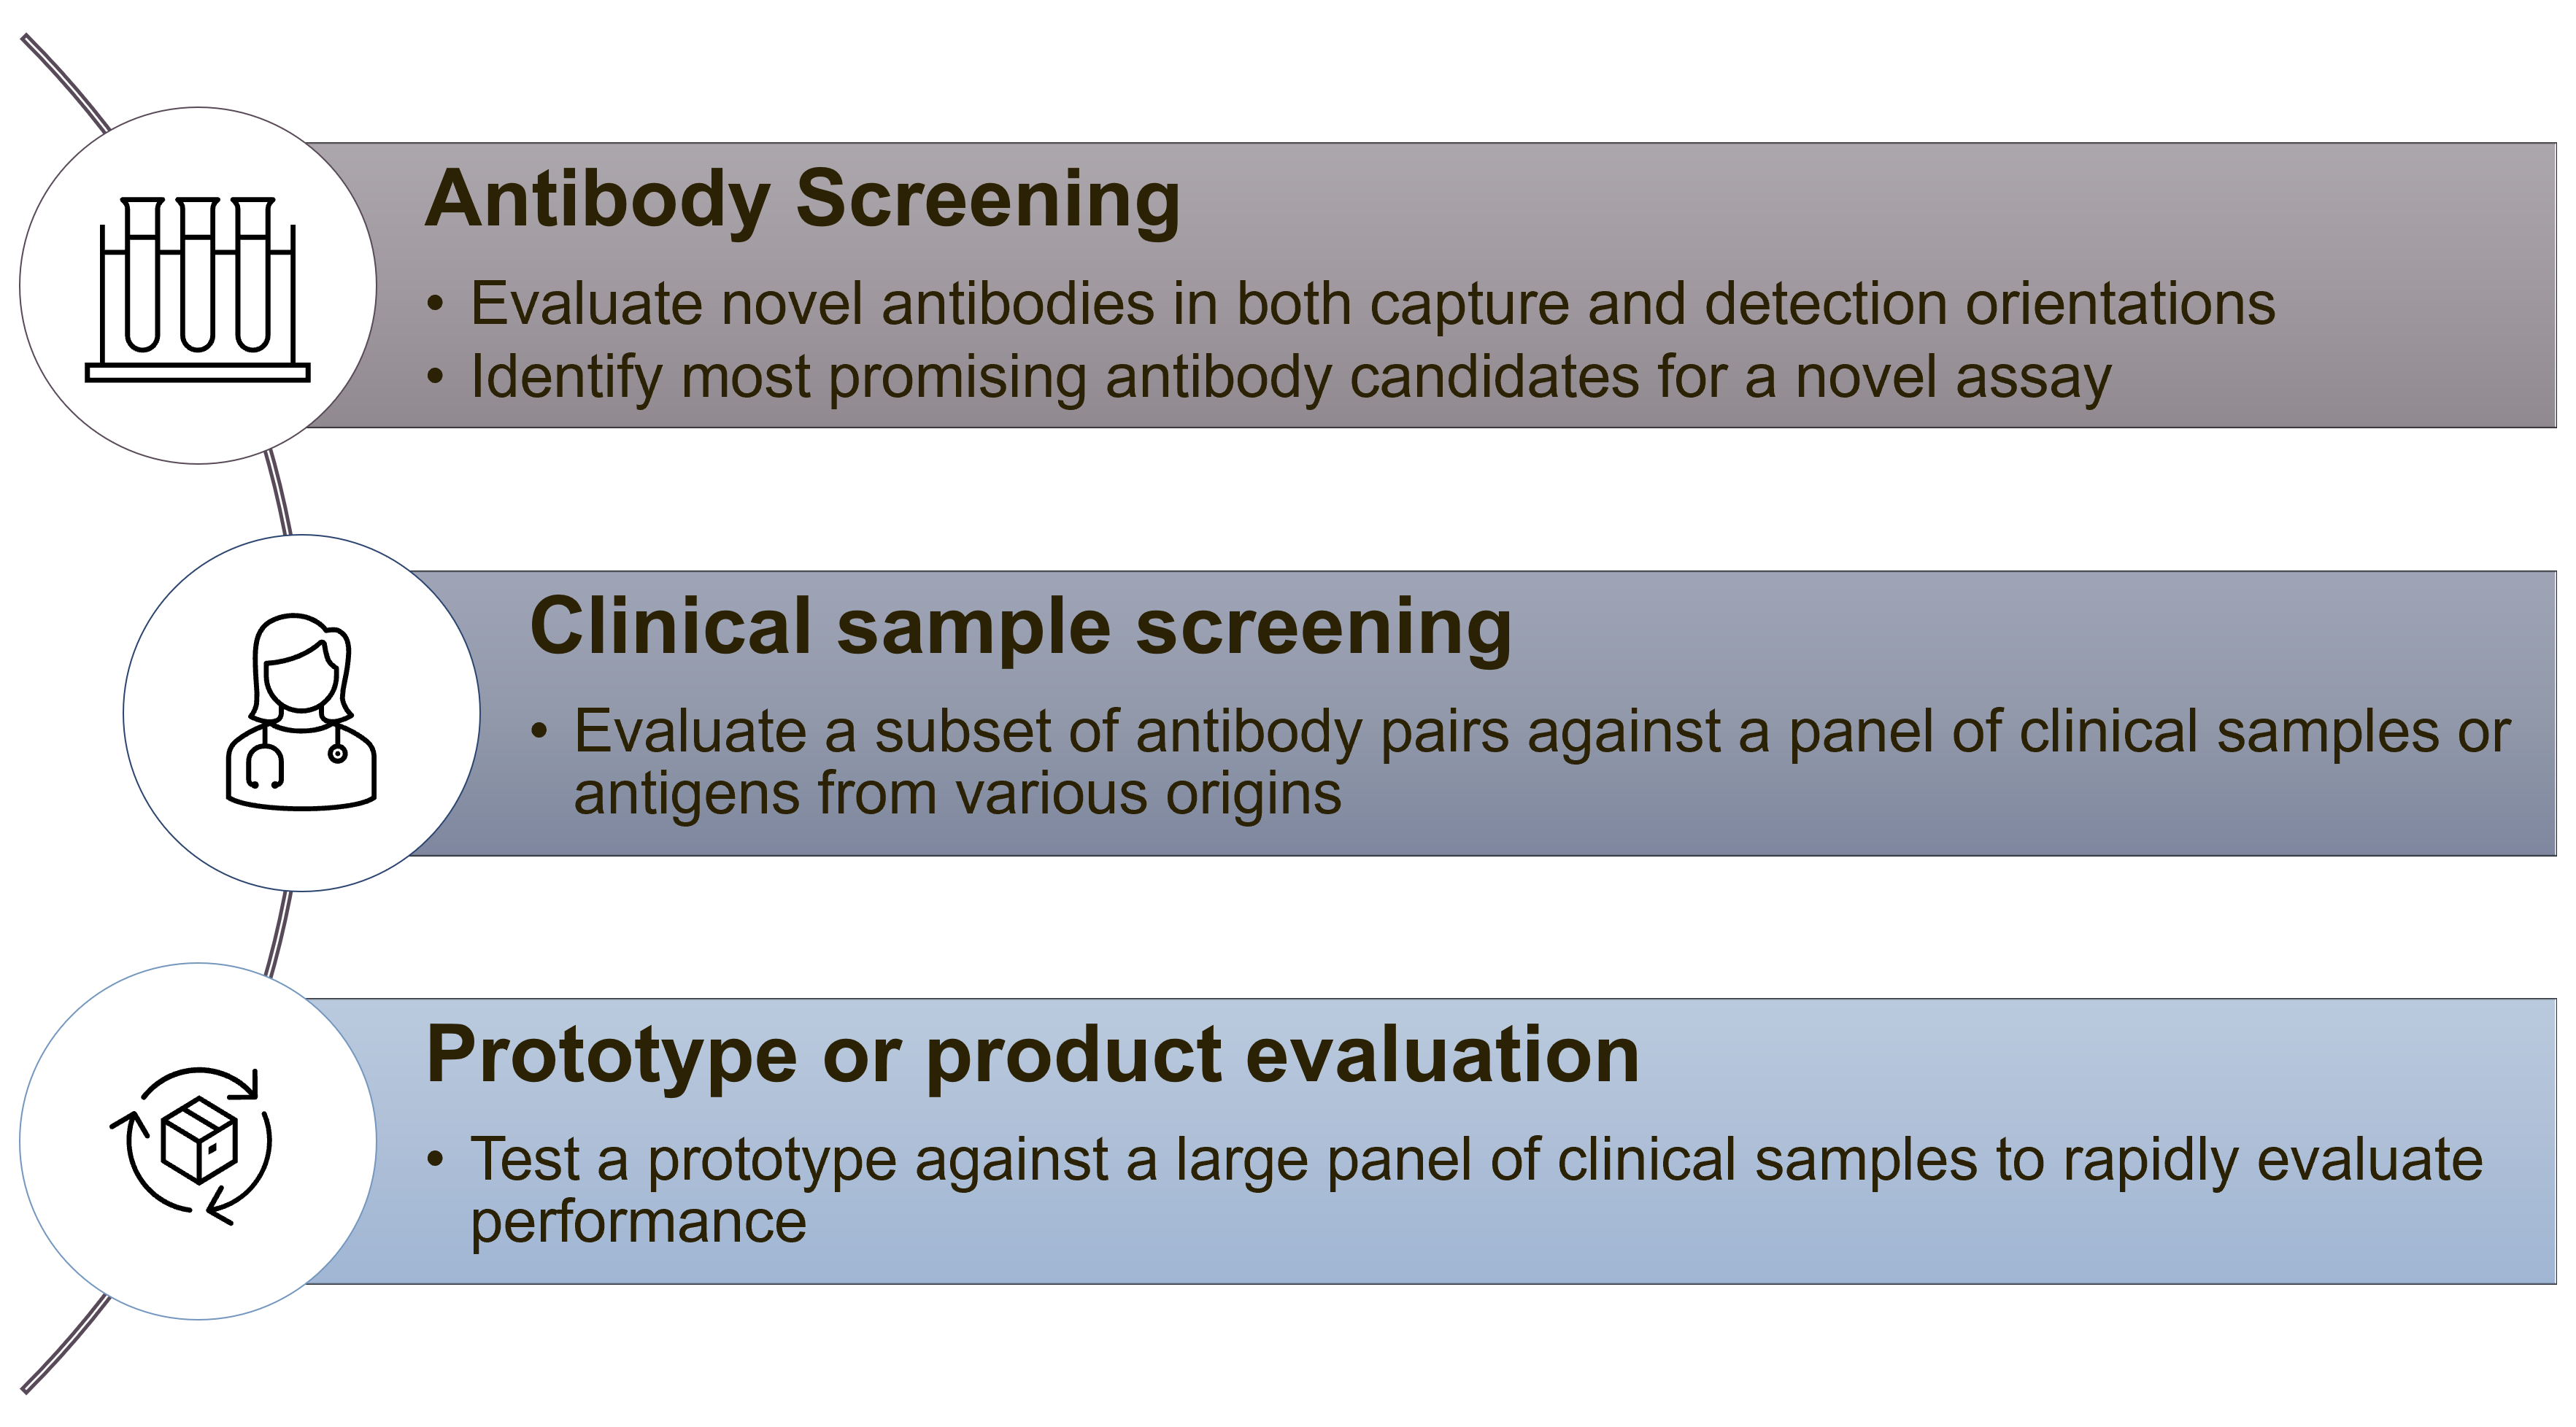 Antibody Screening
• Evaluate novel antibodies in both capture and detection orientations
• Identify most promising antibody candidates for a novel assay
Clinical sample screening
• Evaluate a subset of antibody pairs against a panel of clinical samples or
antigens from various origins
Prototype or product evaluation
• Test a prototype against a large panel of clinical samples to rapidly evaluate
performance